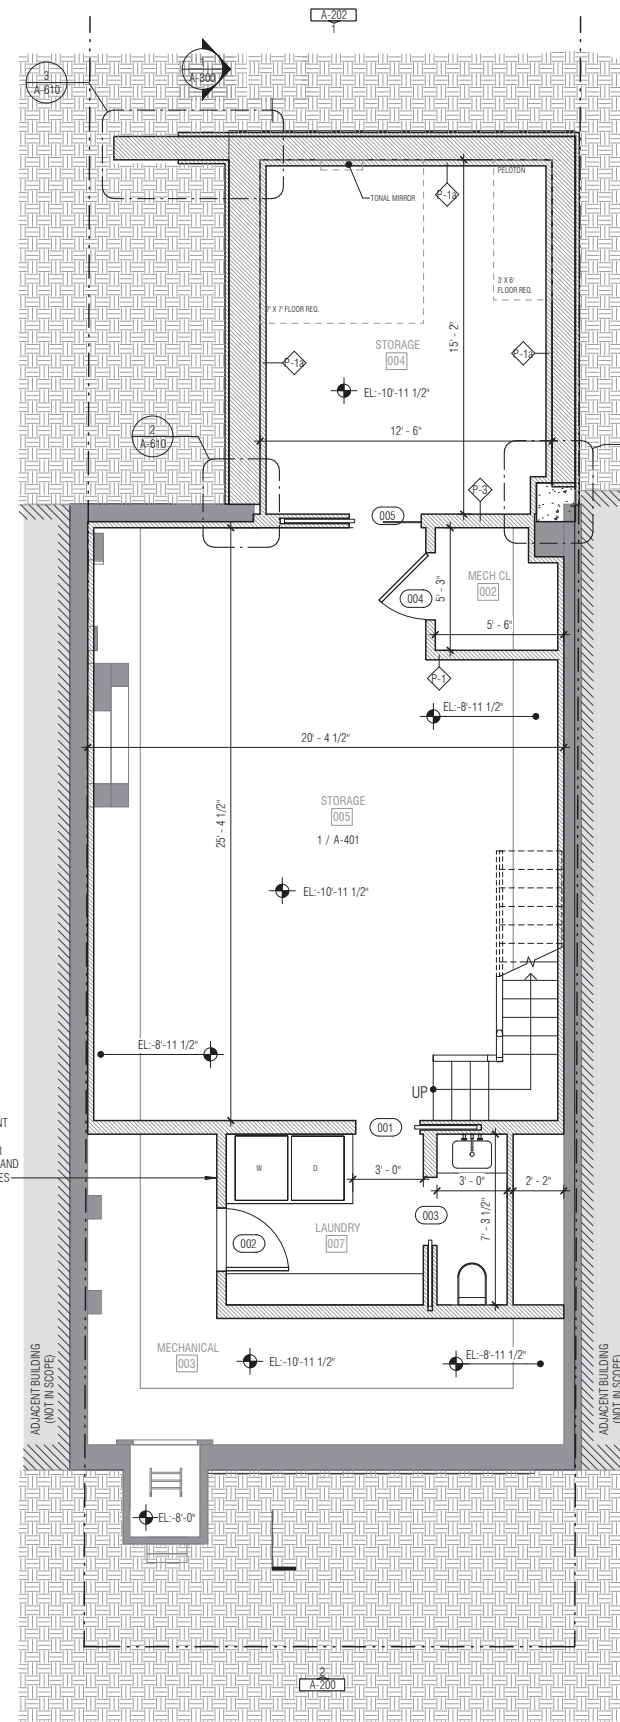 A-202
1
3
A-610
1
A-300
PELOTON
P-1a
TONAL MIRROR
3' X 6'
FLOOR REQ.
7' X 7' FLOOR REQ.
STORAGE
004
15' - 2"
P-1a
P-1a
EL:-10'-11 1/2"
12' - 6"
2
A-610
P-3
005
MECH CL
002
004
5' - 3"
5' - 6"
P-1
EL:-8'-11 1/2"
20' - 4 1/2"
STORAGE
005
1 / A-401
25' - 4 1/2"
EL:-10'-11 1/2"
EL:-8'-11 1/2"
UP
NT
R
AND
ES
001
W
D
3' - 0"
3' - 0"
2' - 2"
003
7' - 3 1/2"
LAUNDRY
007
002
MECHANICAL
003
EL:-10'-11 1/2"
EL:-8'-11 1/2"
ADJACENT BUILDING
(NOT IN SCOPE)
ADJACENT BUILDING
(NOT IN SCOPE)
EL:-8'-0"
2
A-200